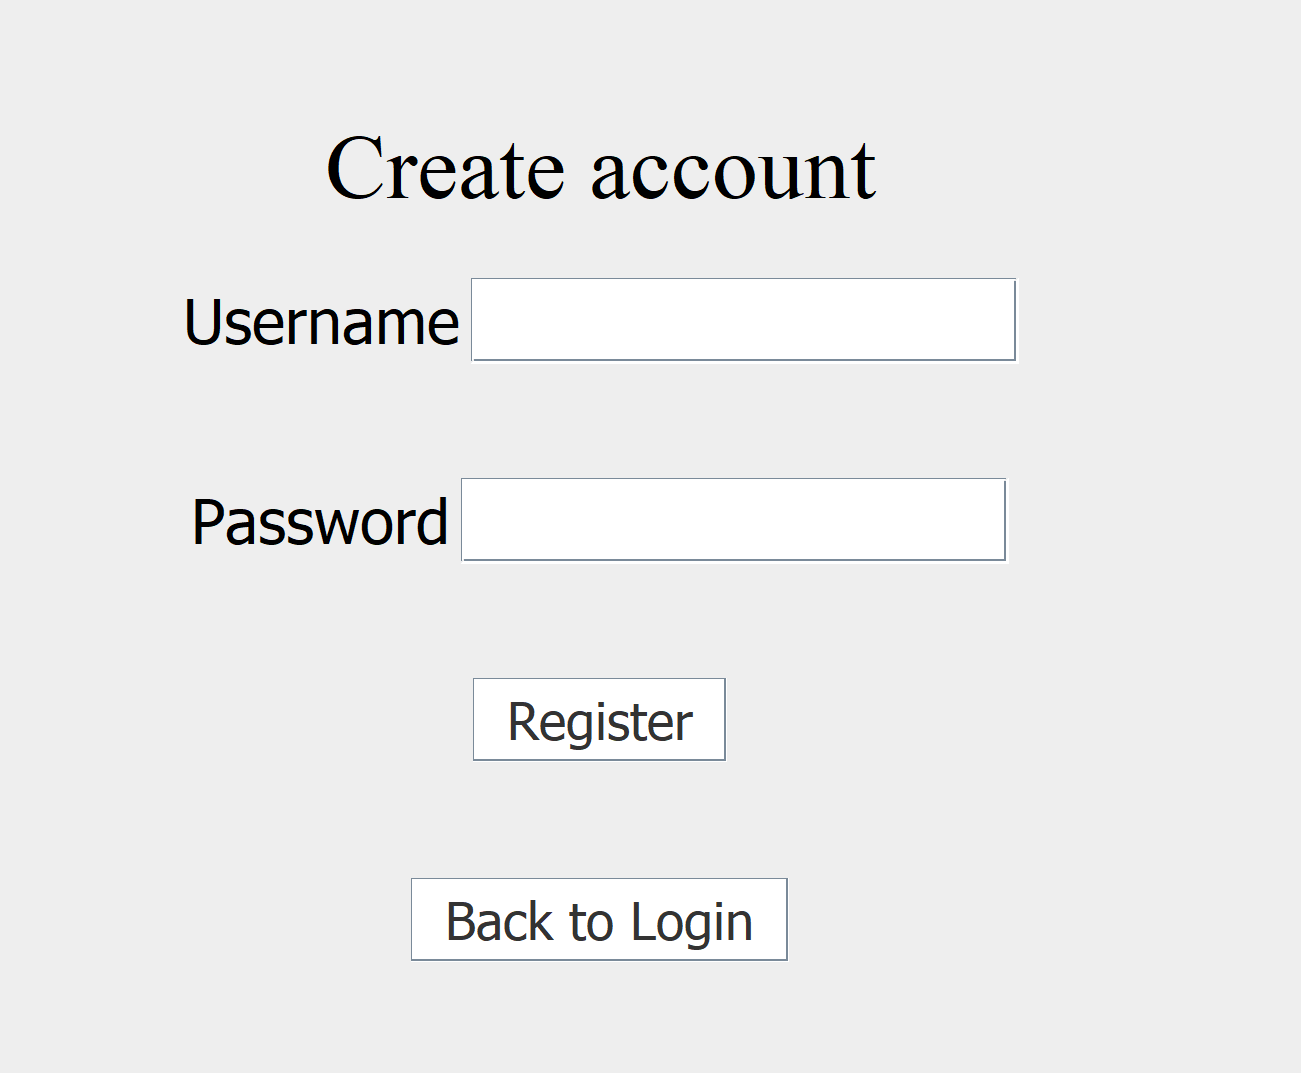 Create account
Username
Password
Register
Back to Login